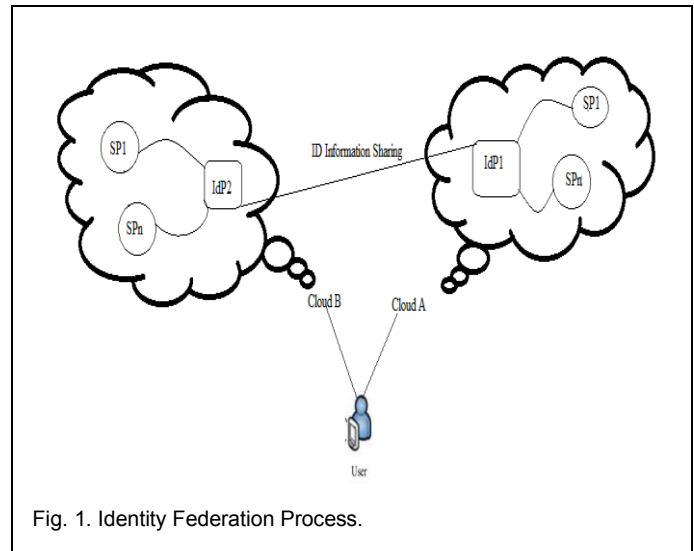 SP1
SP1
ID Information Sharing
IdP1
IdP2
SPn
SPn
Cloud B
Cloud A
User
Fig. 1. Identity Federation Process.